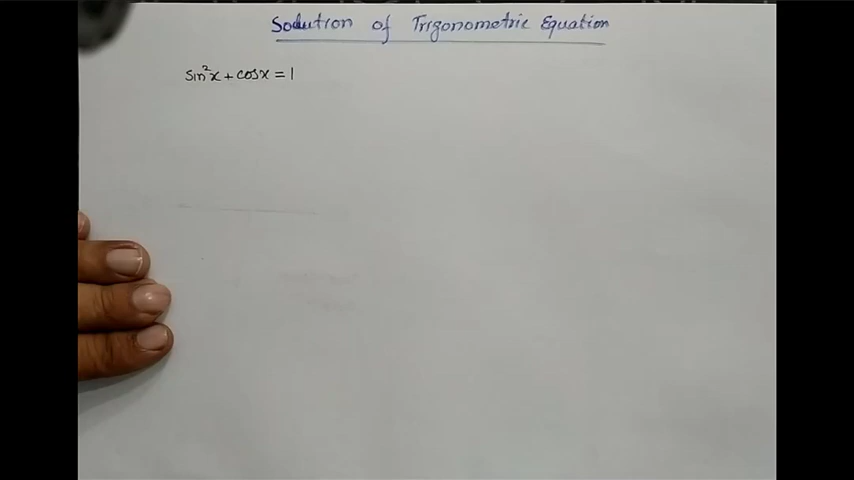 Solution of Trigonometric Equation
sin²x + cosx = 1